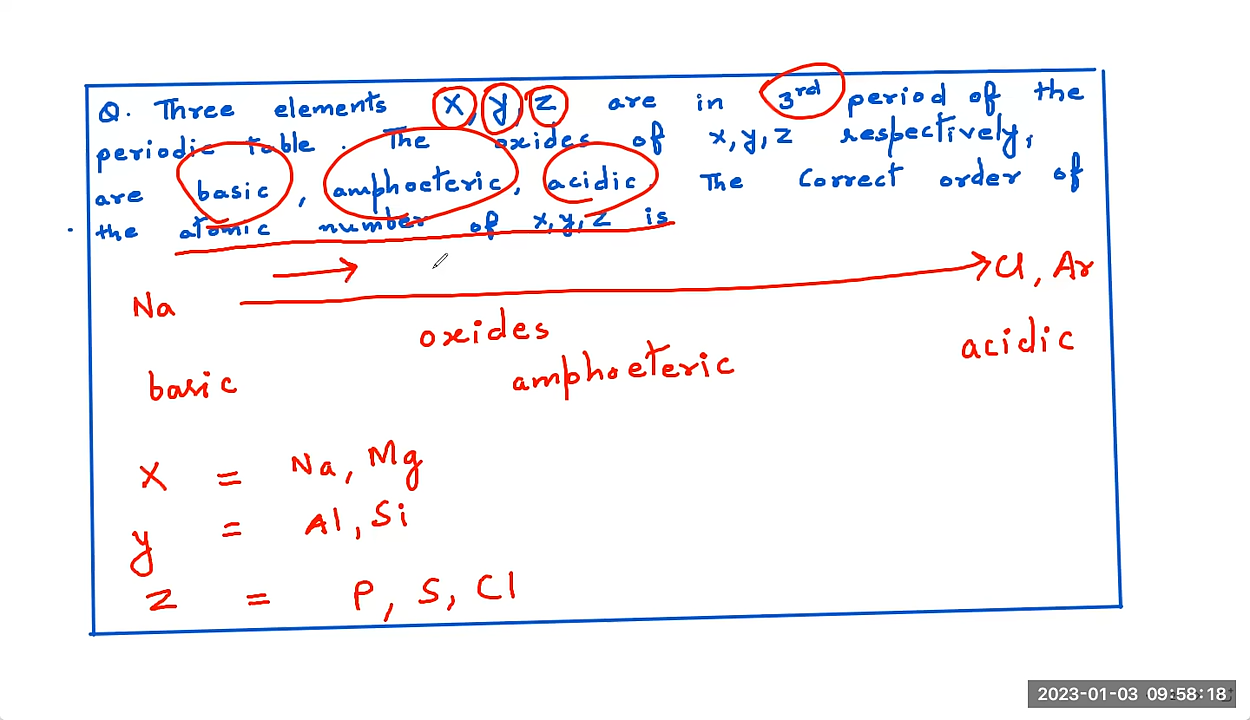 Q. Three elements X, y, Z are in 3rd period of the
periodic table. The oxides of x, y, z respectively,
are basic, amphoeteric, acidic. The Correct order of
the atomic number of x, y, z is
Cl, Ar
Na
oxides
basic amphoeteric acidic
X = Na, Mg
y = Al, Si
Z = P, S, Cl
2023-01-03 09:58:18